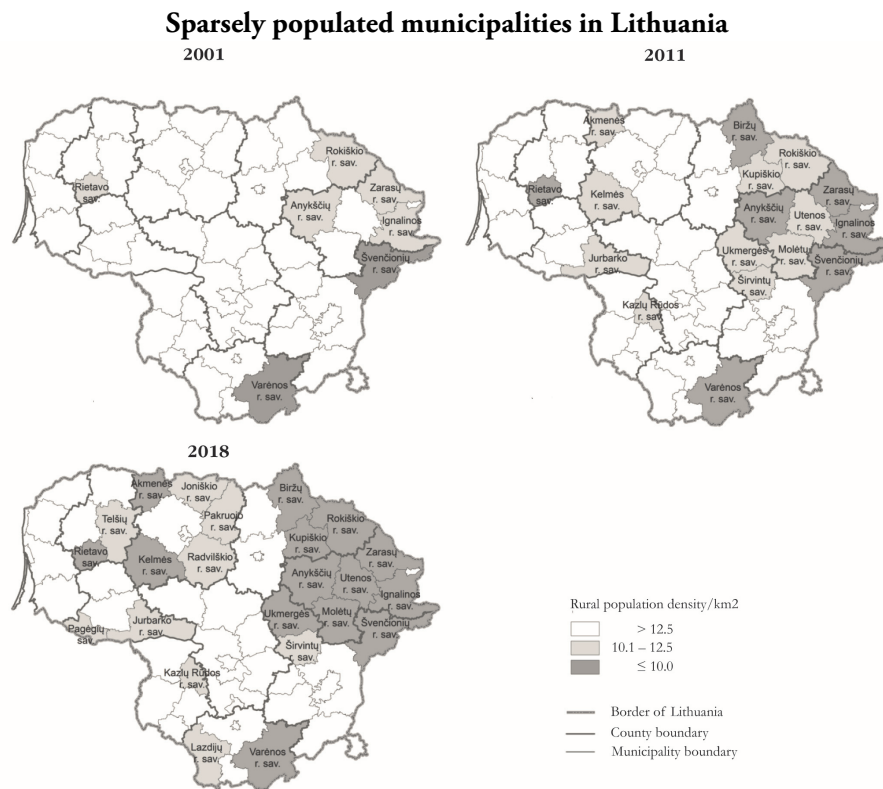 Sparsely populated municipalities in Lithuania
2001
Rokiškio
r. sav.
Rietavo
sav.
Zarasų
r. sav.
Anykščių
r. sav.
Ignalinos
r. sav.
Švenčionių
r. sav.
Varėnos
r. sav.
2011
Akmenės
r. sav.
Biržų
r. sav.
Rokiškio
r. sav.
Kupiškio
r. sav.
Rietavo
sav.
Kelmės
r. sav.
Zarasų
r. sav.
Anykščių
r. sav.
Utenos
r. sav.
Ignalinos
r. sav.
Jurbarko
r. sav.
Ukmergės
r. sav.
Molėtų
r. sav.
Švenčionių
r. sav.
Širvintų
r. sav.
Kazlų Rūdos
r. sav.
Varėnos
r. sav.
2018
Akmenės
r. sav.
Joniškio
r. sav.
Biržų
r. sav.
Telšių
r. sav.
Pakruojo
r. sav.
Rokiškio
r. sav.
Kupiškio
r. sav.
Rietavo
sav.
Kelmės
r. sav.
Radviliškio
r. sav.
Zarasų
r. sav.
Anykščių
r. sav.
Utenos
r. sav.
Ignalinos
r. sav.
Pagėgių
sav.
Jurbarko
r. sav.
Ukmergės
r. sav.
Molėtų
r. sav.
Švenčionių
r. sav.
Širvintų
r. sav.
Kazlų Rūdos
r. sav.
Lazdijų
r. sav.
Varėnos
r. sav.
Rural population density/km2
> 12.5
10.1 – 12.5
≤ 10.0
Border of Lithuania
County boundary
Municipality boundary